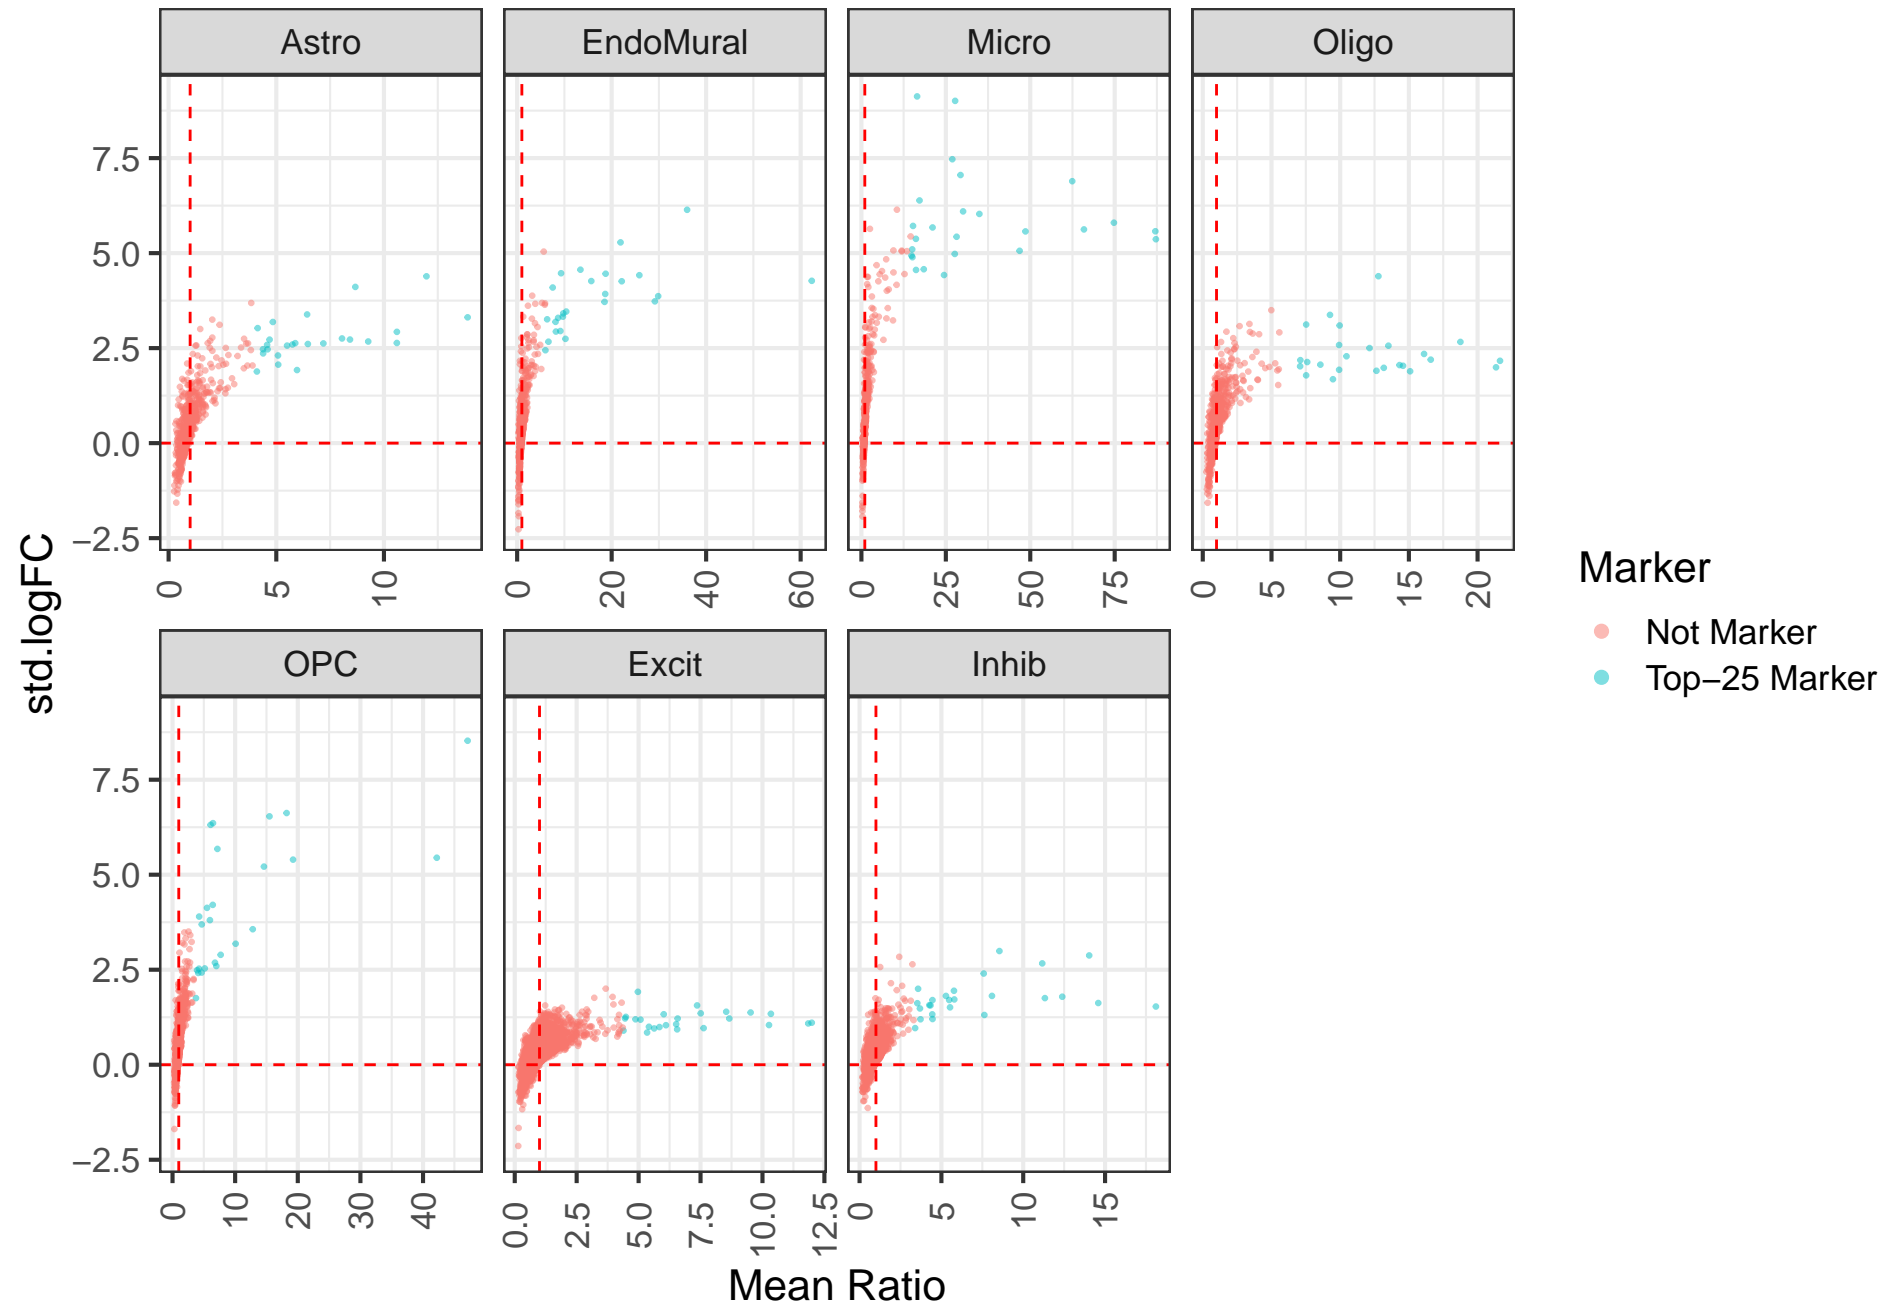 Astro EndoMural Micro Oligo
7.5
5.0
2.5
0.0
−2.5
0 5 10 0 20 40 60 0 25 50 75 0 5 10 15 20
OPC Excit Inhib
7.5
5.0
2.5
0.0
−2.5
0 10 20 30 40 0.0 2.5 5.0 7.5 10.0 12.5 0 5 10 15
Mean Ratio
std.logFC
Marker
Not Marker
Top−25 Marker